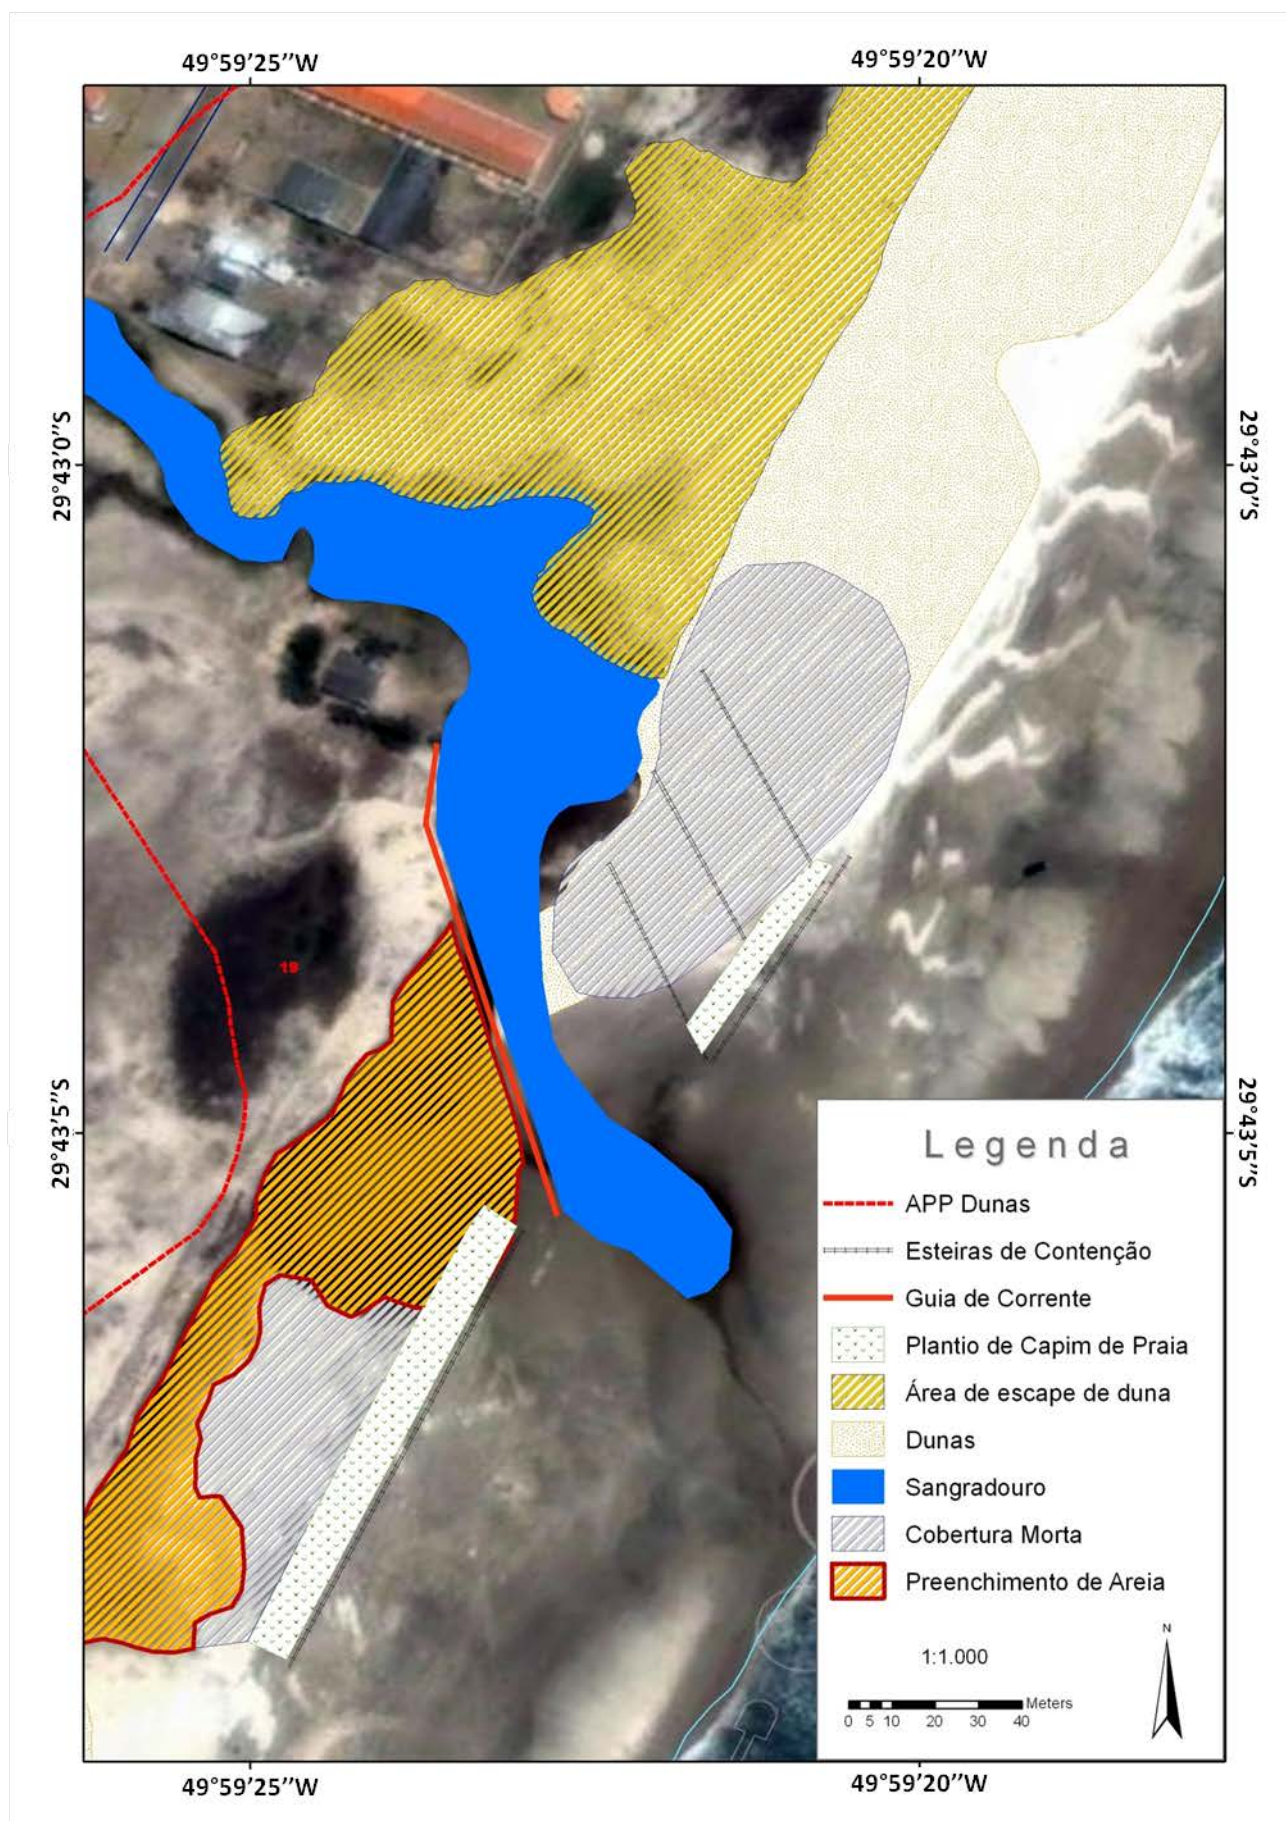 49°59'25''W
49°59'20''W
29°43'0''S
29°43'0''S
19
29°43'5''S
29°43'5''S
Legenda
APP Dunas
Esteiras de Contenção
Guia de Corrente
Plantio de Capim de Praia
Área de escape de duna
Dunas
Sangradouro
Cobertura Morta
Preenchimento de Areia
N
1:1.000
Meters
0 5 10 20 30 40
49°59'25''W
49°59'20''W